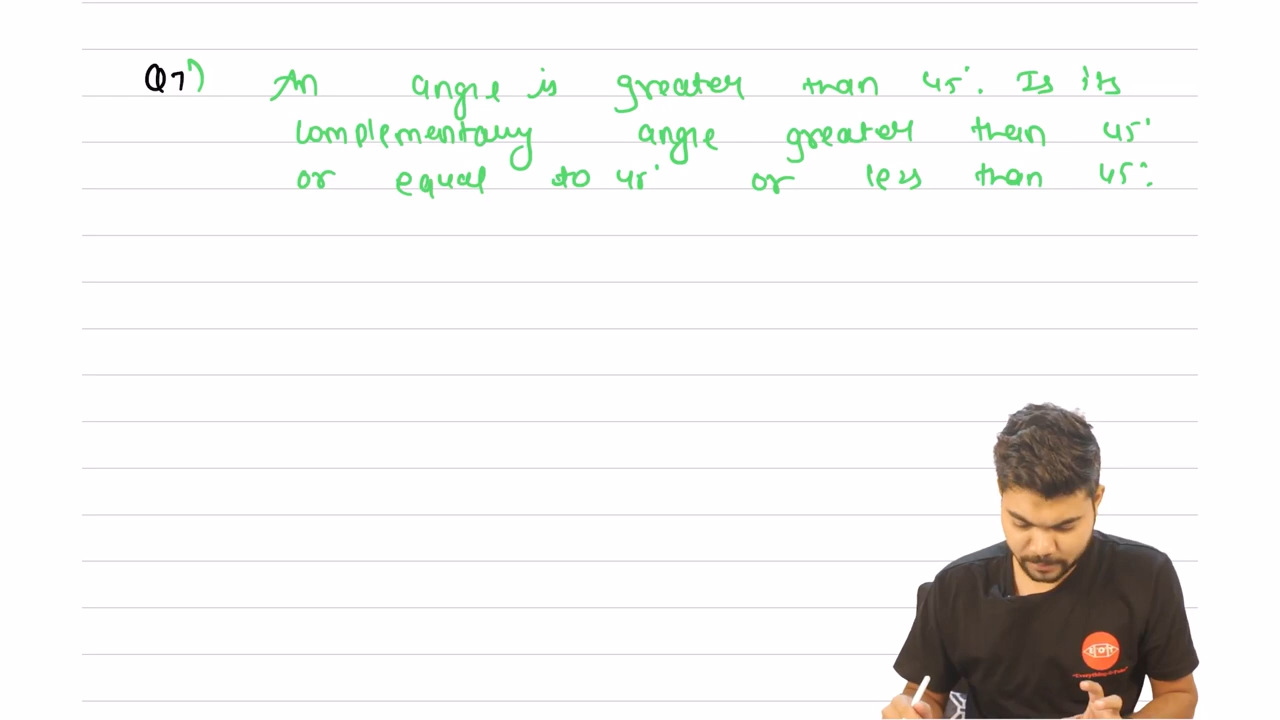 Q7) An angle is greater than 45°. Is its
complementary angle greater than 45°
or equal to 45° or less than 45°.